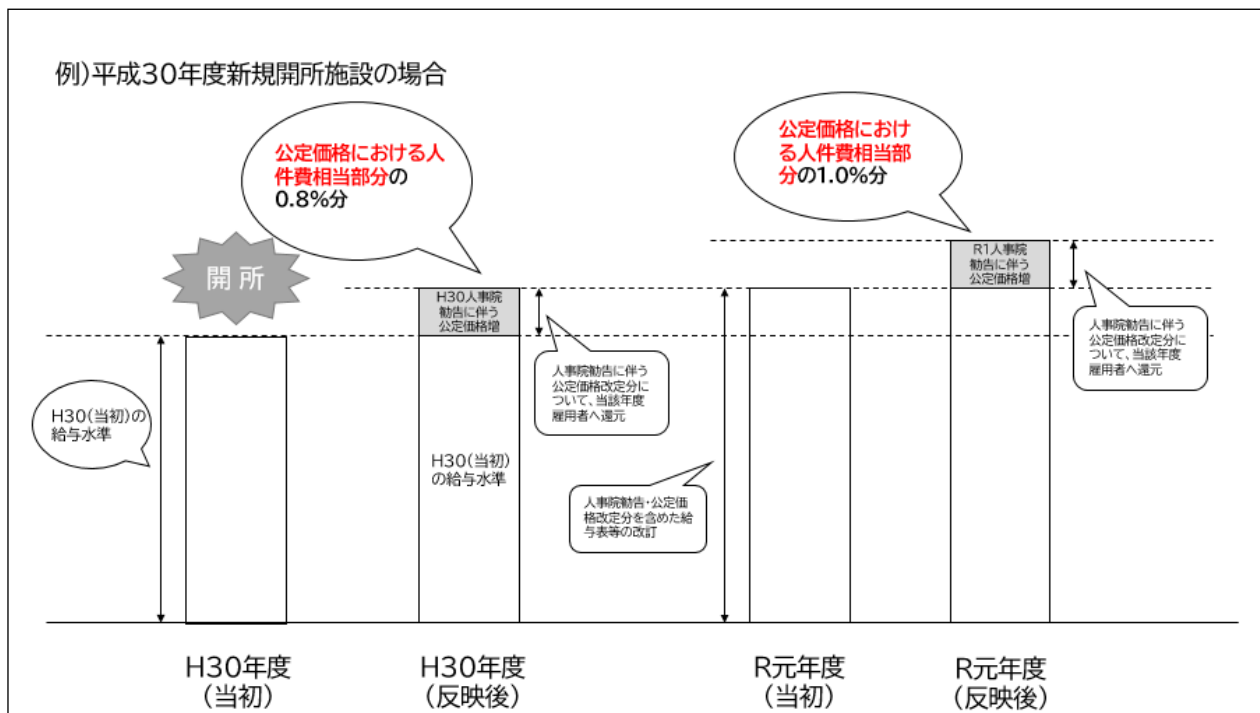 例)平成30年度新規開所施設の場合
公定価格における人
件費相当部分の
0.8%分
公定価格におけ
る人件費相当部
分の1.0%分
開所
R1人事院
勧告に伴う
公定価格増
H30人事院
勧告に伴う
公定価格増
人事院勧告に伴う
公定価格改定分に
ついて、当該年度
雇用者へ還元
人事院勧告に伴う
公定価格改定分に
ついて、当該年度
雇用者へ還元
H30(当初)の
給与水準
H30(当初)
の給与水準
人事院勧告・公定価
格改定分を含めた給
与表等の改訂
H30年度
(当初)
H30年度
(反映後)
R元年度
(当初)
R元年度
(反映後)